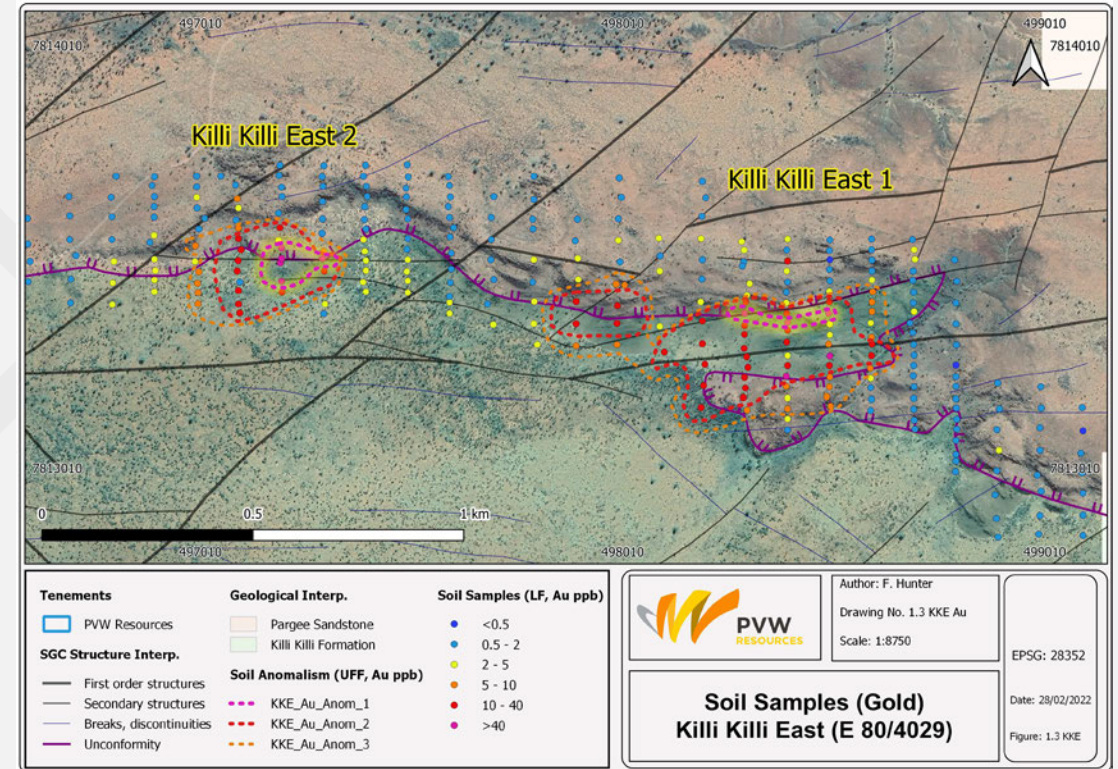 497010
498010
499010
7814010
7814010
Killi Killi East 2
Killi Killi East 1
7813010
7813010
0
0.5
1 km
497010
498010
499010
Tenements
PVW Resources
SGC Structure Interp.
First order structures
Secondary structures
Breaks, discontinuities
Unconformity
Geological Interp.
Pargee Sandstone
Killi Killi Formation
Soil Anomalism (UFF, Au ppb)
KKE_Au_Anom_1
KKE_Au_Anom_2
KKE_Au_Anom_3
Soil Samples (LF, Au ppb)
<0.5
0.5 - 2
2 - 5
5 - 10
10 - 40
>40
PVW
RESOURCES
Author: F. Hunter
Drawing No. 1.3 KKE Au
Scale: 1:8750
Soil Samples (Gold)
Killi Killi East (E 80/4029)
EPSG: 28352
Date: 28/02/2022
Figure: 1.3 KKE